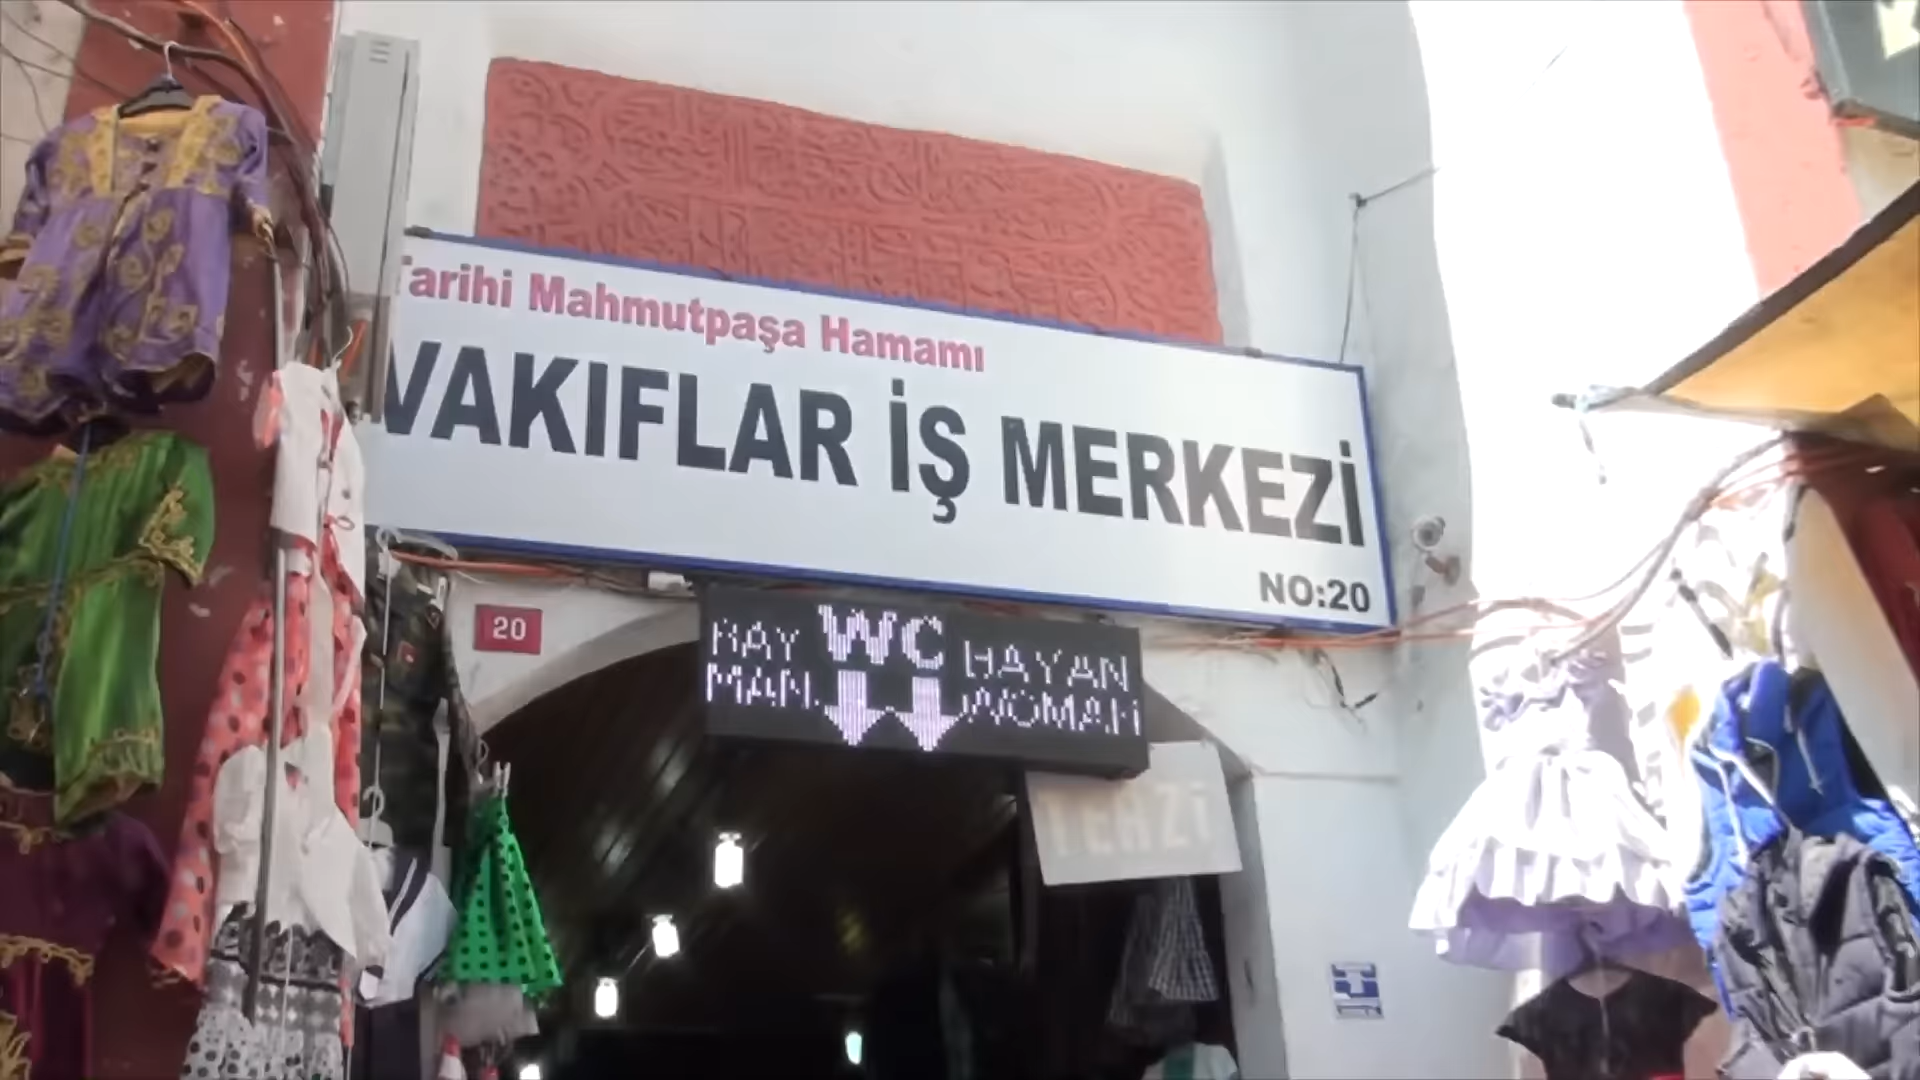 Tarihi Mahmutpaşa Hamamı
VAKIFLAR İŞ MERKEZİ
NO:20
20
BAY WC BAYAN
MAN WOMAN
TERZİ